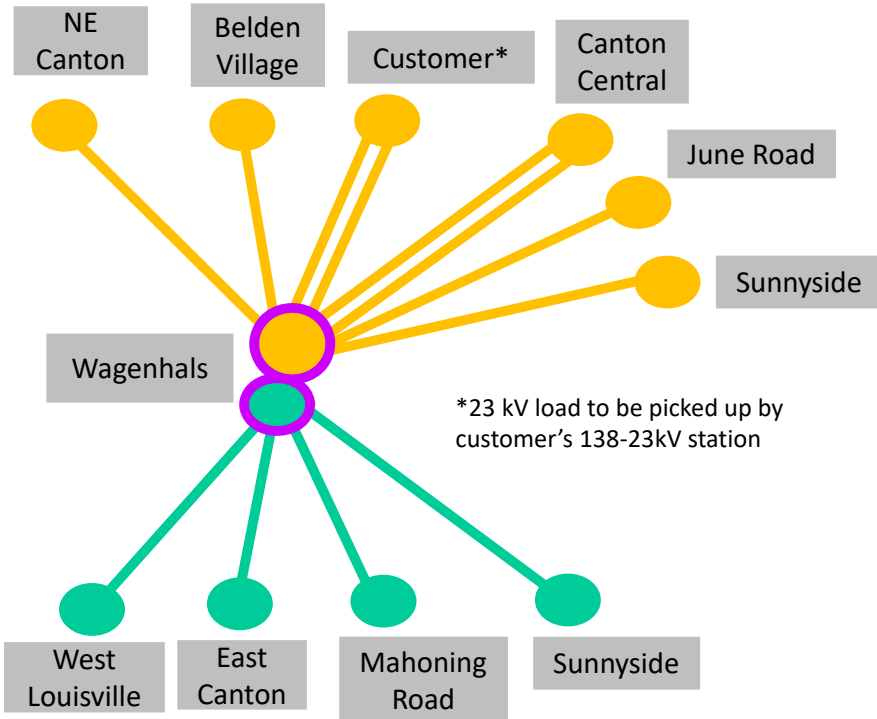 NE
Canton
Belden
Village
Customer*
Canton
Central
June Road
Sunnyside
Wagenhals
*23 kV load to be picked up by
customer’s 138-23kV station
West
Louisville
East
Canton
Mahoning
Road
Sunnyside